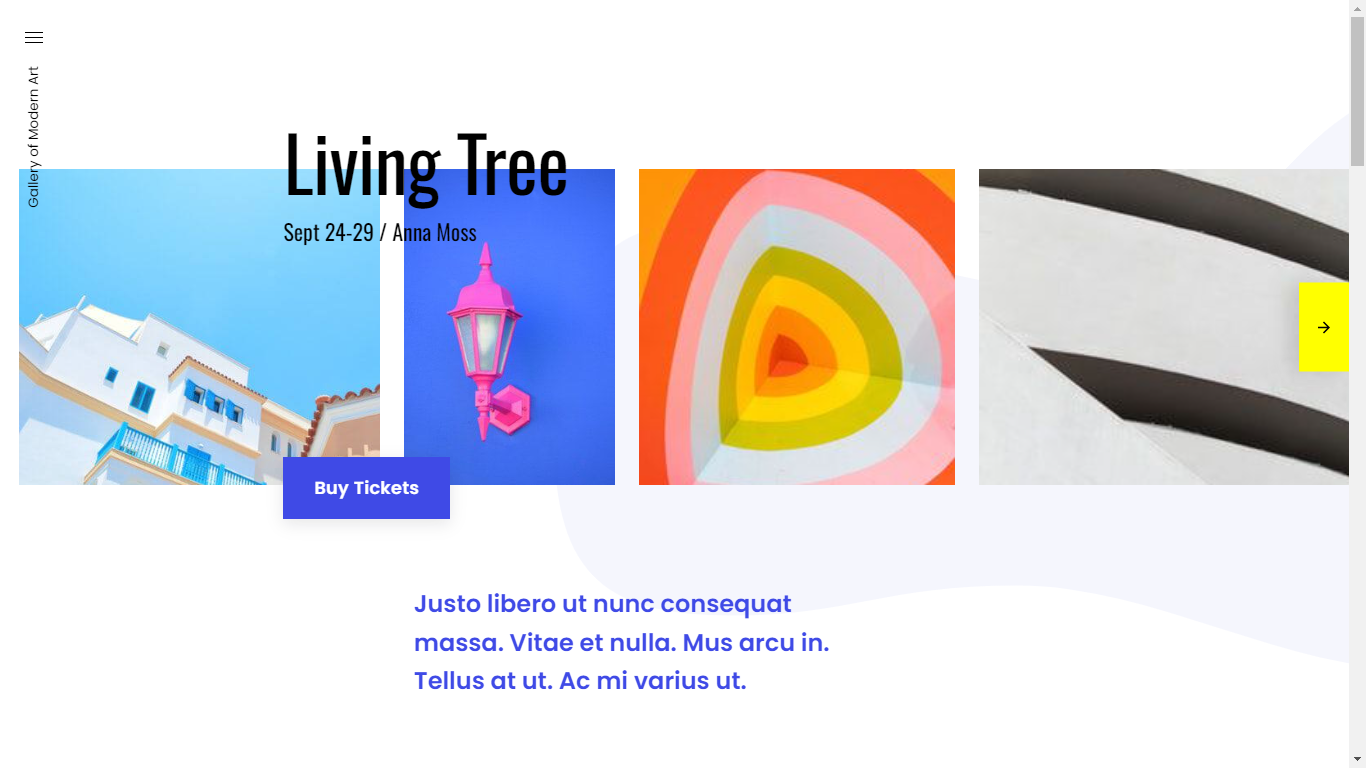 Gallery of Modern Art
Living Tree
Sept 24-29 / Anna Moss
Buy Tickets
Justo libero ut nunc consequat
massa. Vitae et nulla. Mus arcu in.
Tellus at ut. Ac mi varius ut.